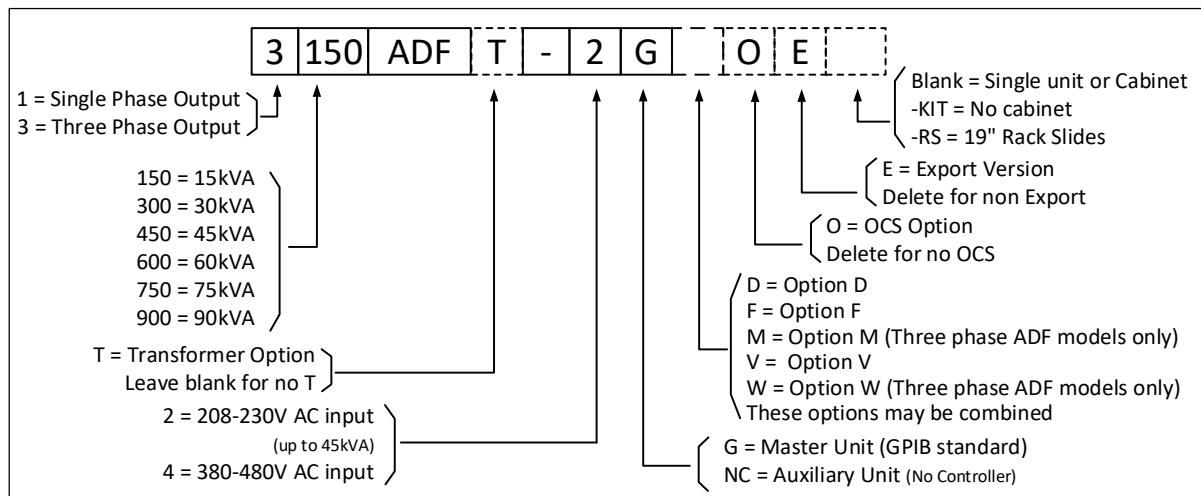 3 150 ADF T - 2 G O E
1 = Single Phase Output
3 = Three Phase Output
150 = 15kVA
300 = 30kVA
450 = 45kVA
600 = 60kVA
750 = 75kVA
900 = 90kVA
T = Transformer Option
Leave blank for no T
2 = 208-230V AC input
(up to 45kVA)
4 = 380-480V AC input
Blank = Single unit or Cabinet
-KIT = No cabinet
-RS = 19" Rack Slides
E = Export Version
Delete for non Export
O = OCS Option
Delete for no OCS
D = Option D
F = Option F
M = Option M (Three phase ADF models only)
V = Option V
W = Option W (Three phase ADF models only)
These options may be combined
G = Master Unit (GPIB standard)
NC = Auxiliary Unit (No Controller)